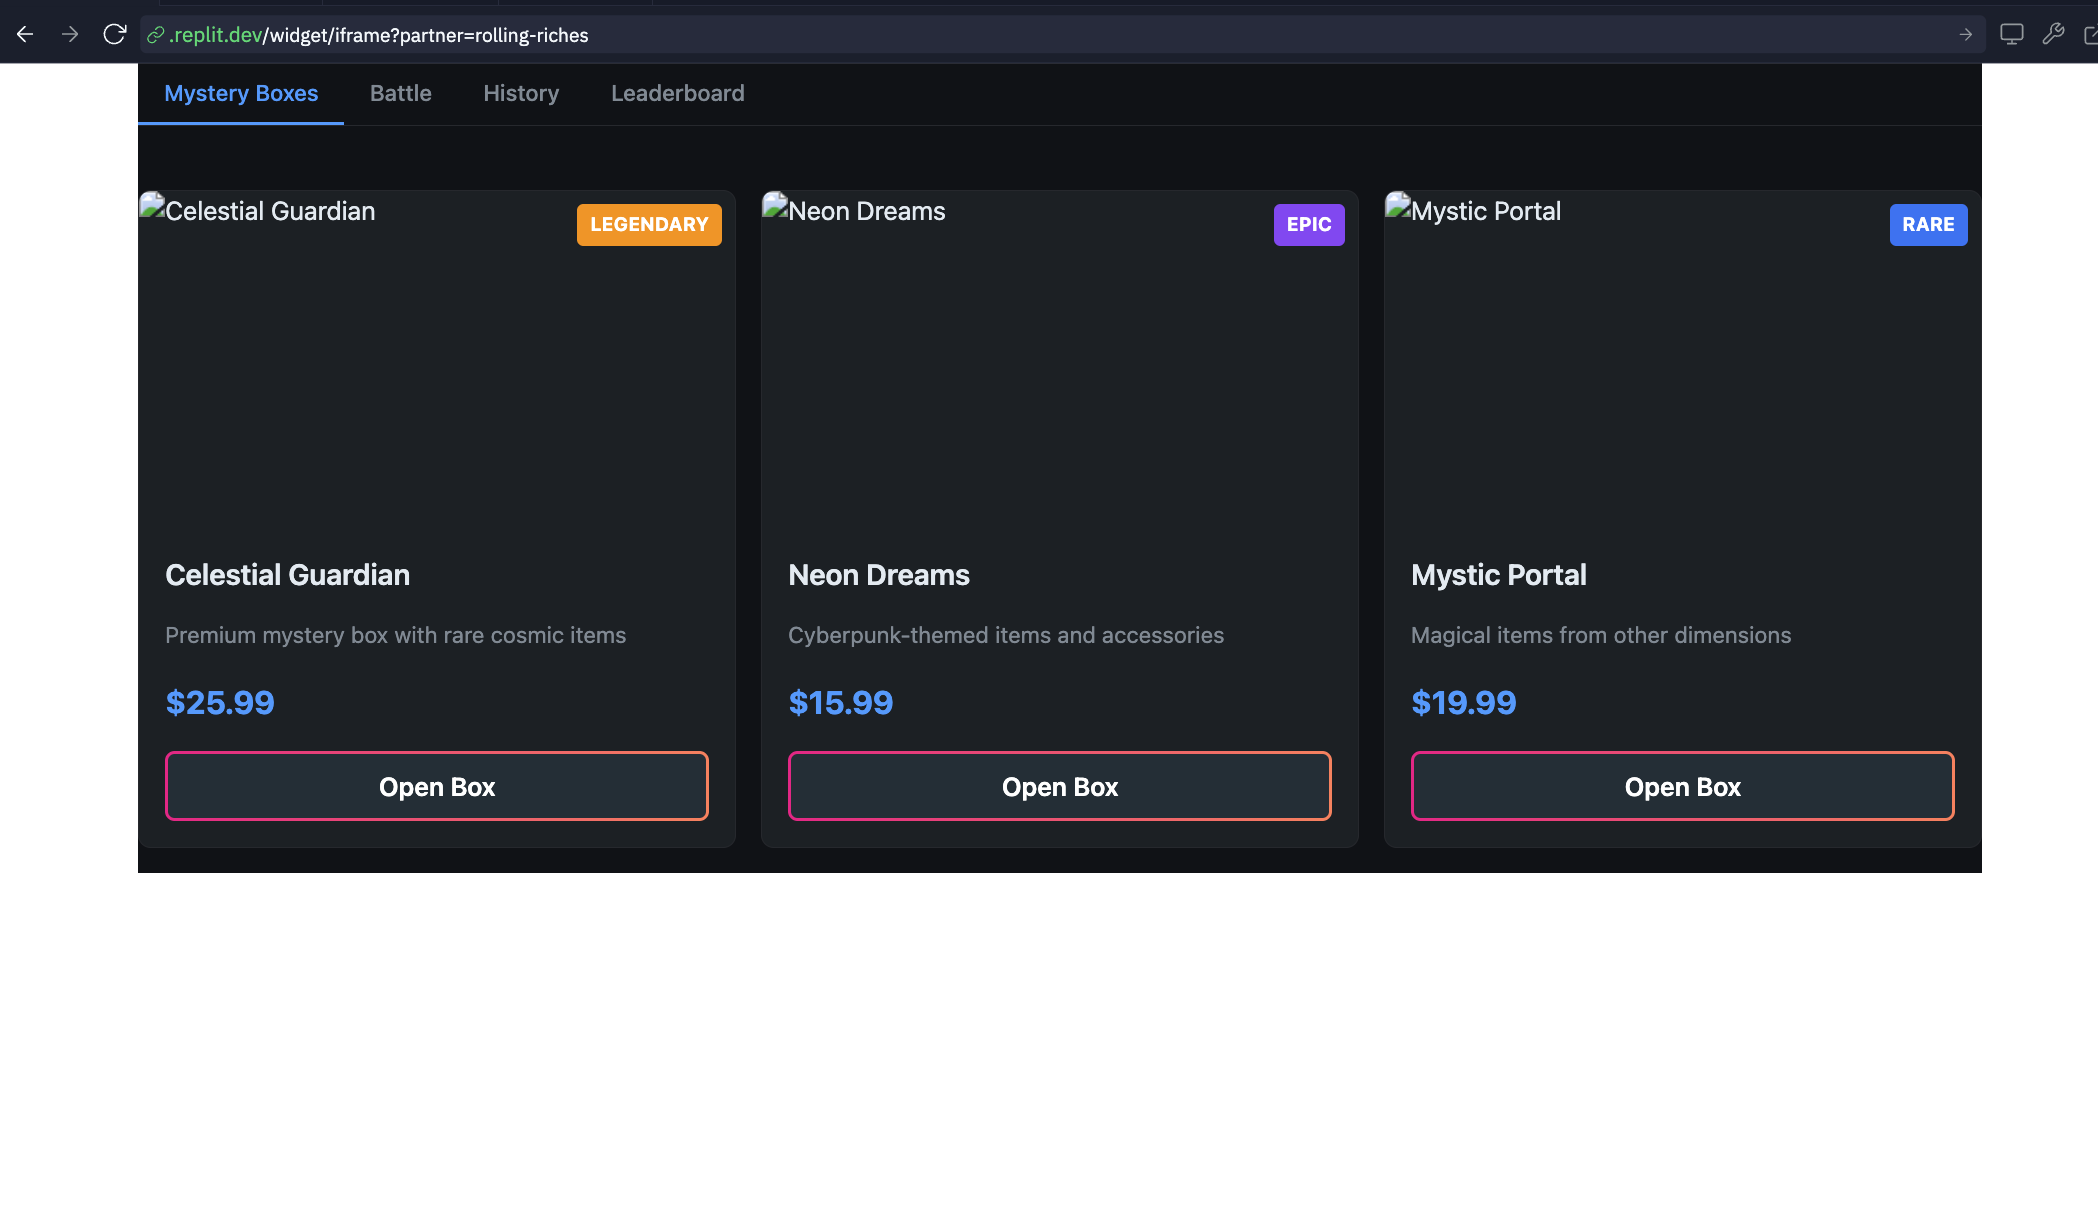 .replit.dev/widget/iframe?partner=rolling-riches
Mystery Boxes Battle History Leaderboard
Celestial Guardian
LEGENDARY
Celestial Guardian
Premium mystery box with rare cosmic items
$25.99
Open Box
Neon Dreams
EPIC
Neon Dreams
Cyberpunk-themed items and accessories
$15.99
Open Box
Mystic Portal
RARE
Mystic Portal
Magical items from other dimensions
$19.99
Open Box